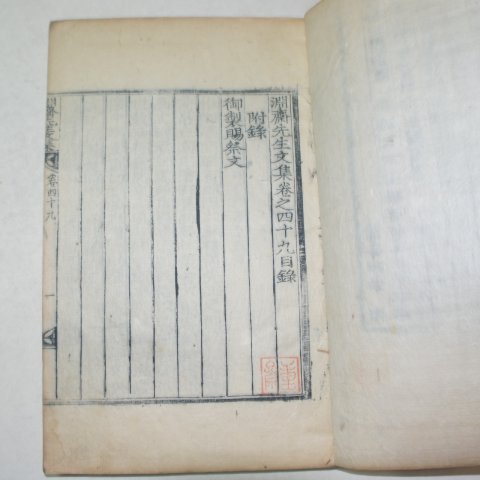 淵齋先生文集卷之四十九目錄
附錄
御製賜祭文
卷四十九
一